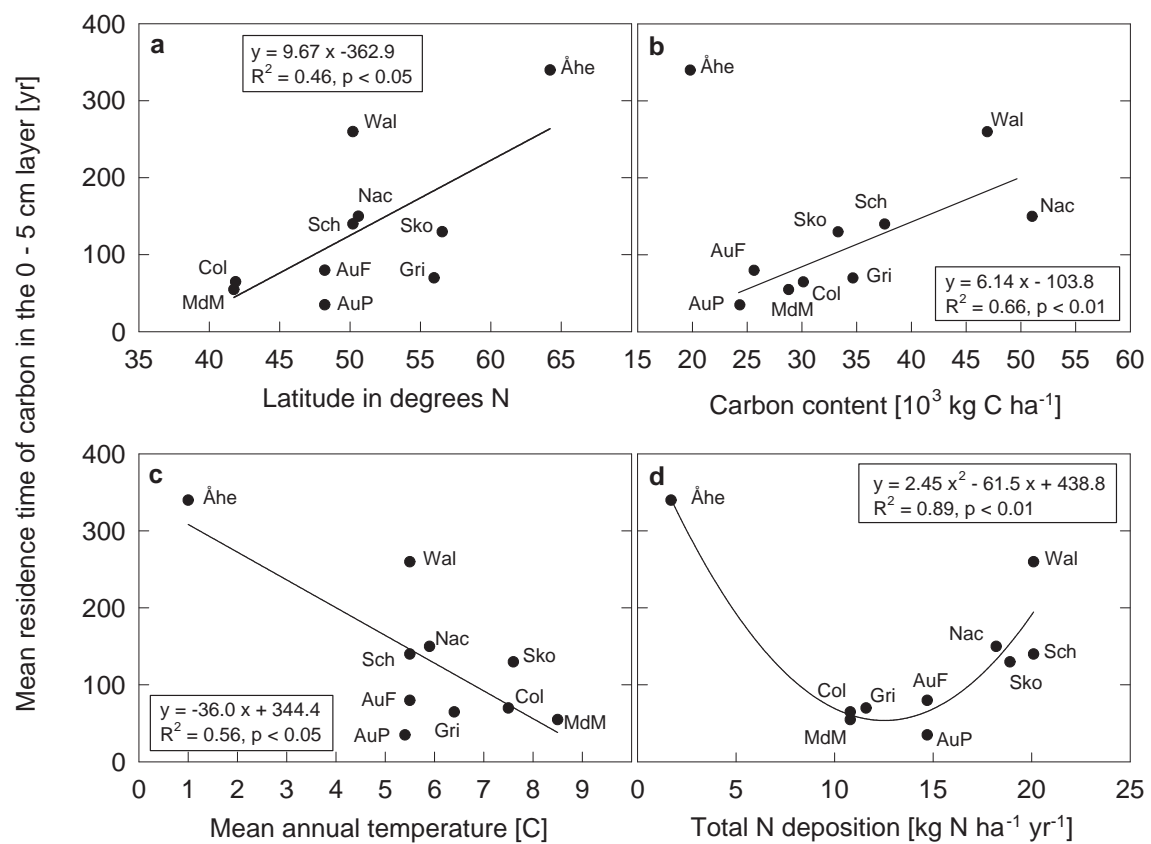 Mean residence time of carbon in the 0 - 5 cm layer [yr]
a
y = 9.67 x -362.9
R² = 0.46, p < 0.05
400
300
200
100
0
Åhe
Wal
Nac
Sch
Sko
Col
AuF
Gri
MdM
AuP
35 40 45 50 55 60 65
Latitude in degrees N
b
Åhe
Wal
Sch
Nac
Sko
AuF
Gri
Col
AuP
MdM
y = 6.14 x - 103.8
R² = 0.66, p < 0.01
15 20 25 30 35 40 45 50 55 60
Carbon content [10³ kg C ha⁻¹]
c
400
300
200
100
0
Åhe
Wal
Nac
Sch
Sko
AuF
Col
Gri
MdM
AuP
y = -36.0 x + 344.4
R² = 0.56, p < 0.05
0 1 2 3 4 5 6 7 8 9
Mean annual temperature [C]
d
y = 2.45 x² - 61.5 x + 438.8
R² = 0.89, p < 0.01
Åhe
Wal
Nac
Sch
Sko
AuF
Col
Gri
MdM
AuP
0 5 10 15 20 25
Total N deposition [kg N ha⁻¹ yr⁻¹]